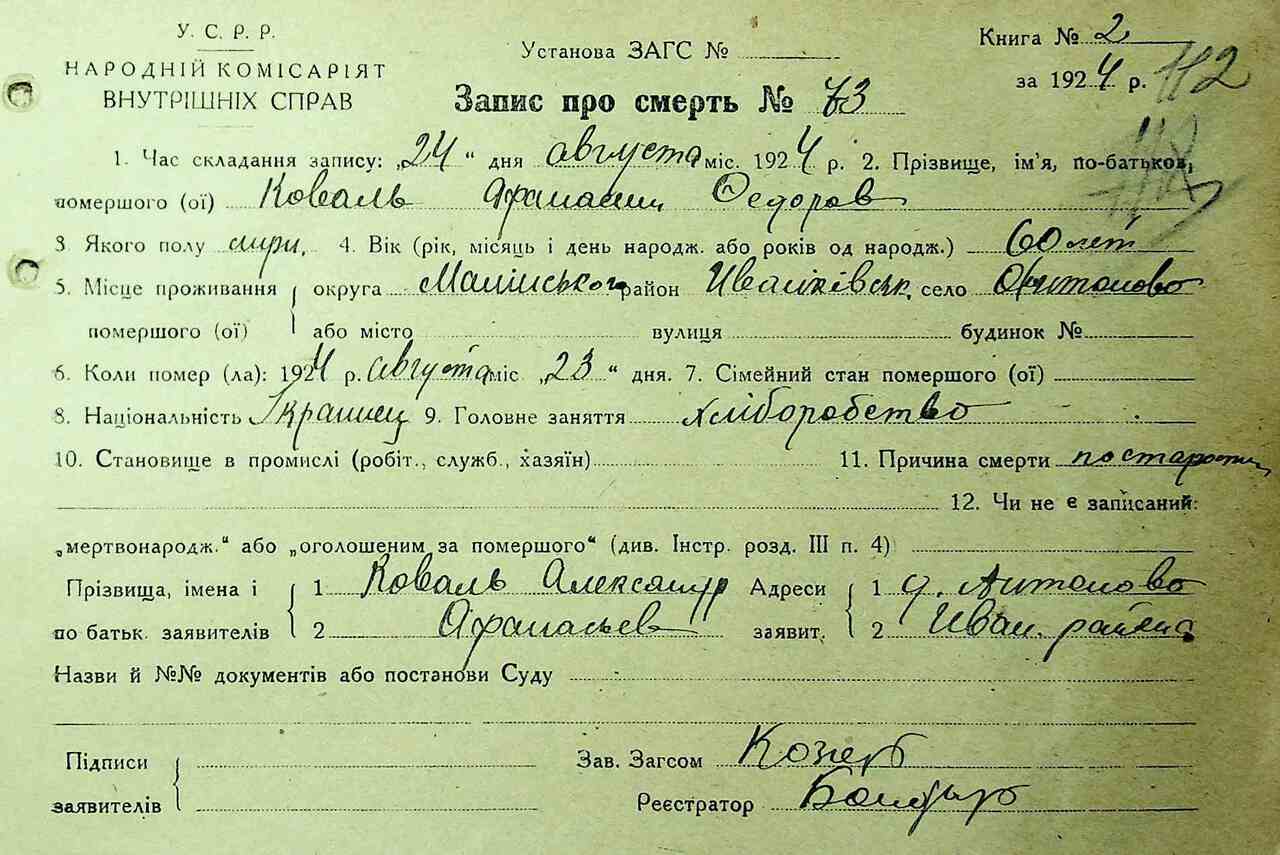 У. С. Р. Р.
НАРОДНІЙ КОМІСАРІЯТ
ВНУТРІШНІХ СПРАВ
Установа ЗАГС №
Книга № 2
за 1924 р. 112
Запис про смерть № 73
1. Час складання запису: „24“ дня августа міс. 1924 р. 2. Прізвище, ім'я, по-батьков,
помершого (ої) Коваль Афанасий Федоров
3 Якого полу 4. Вік (рік, місяць і день народж. або років од народж.) 60 лет
5. Місце проживання округа Малинського район Иванківськ. село Антоново
помершого (ої) або місто вулиця будинок №
6. Коли помер (ла): 1924 р. августа міс „23“ дня. 7. Сімейний стан помершого (ої)
8. Національність Украинец 9. Головне заняття хліборобство
10. Становище в промислі (робіт., служб., хазяїн) 11. Причина смерти по старости
12. Чи не є записаний:
„мертвонародж.“ або „оголошеним за помершого“ (див. Інстр. розд. III п. 4)
Прізвища, імена і 1 Коваль Александр Адреси 1 д. Антоново
по батьк. заявителів 2 Афанасьев заявит. 2 Иван. района
Назви й №№ документів або постанови Суду
Підписи Зав. Загсом
заявителів Реєстратор Бондар